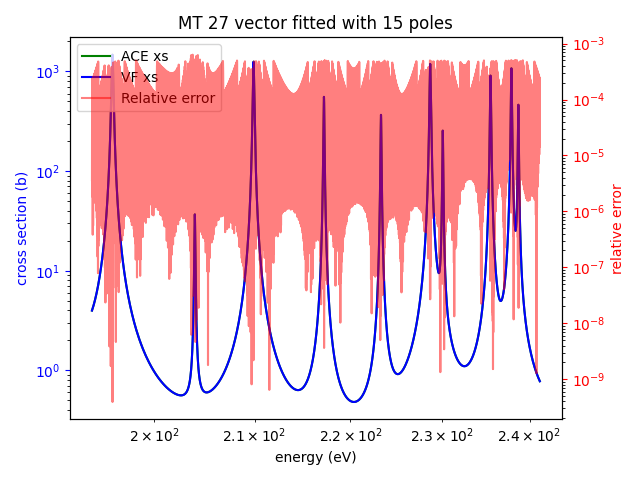 MT 27 vector fitted with 15 poles
ACE xs
VF xs
Relative error
cross section (b)
10³
10²
10¹
10⁰
relative error
10⁻³
10⁻⁴
10⁻⁵
10⁻⁶
10⁻⁷
10⁻⁸
10⁻⁹
2 × 10² 2.1 × 10² 2.2 × 10² 2.3 × 10² 2.4 × 10²
energy (eV)